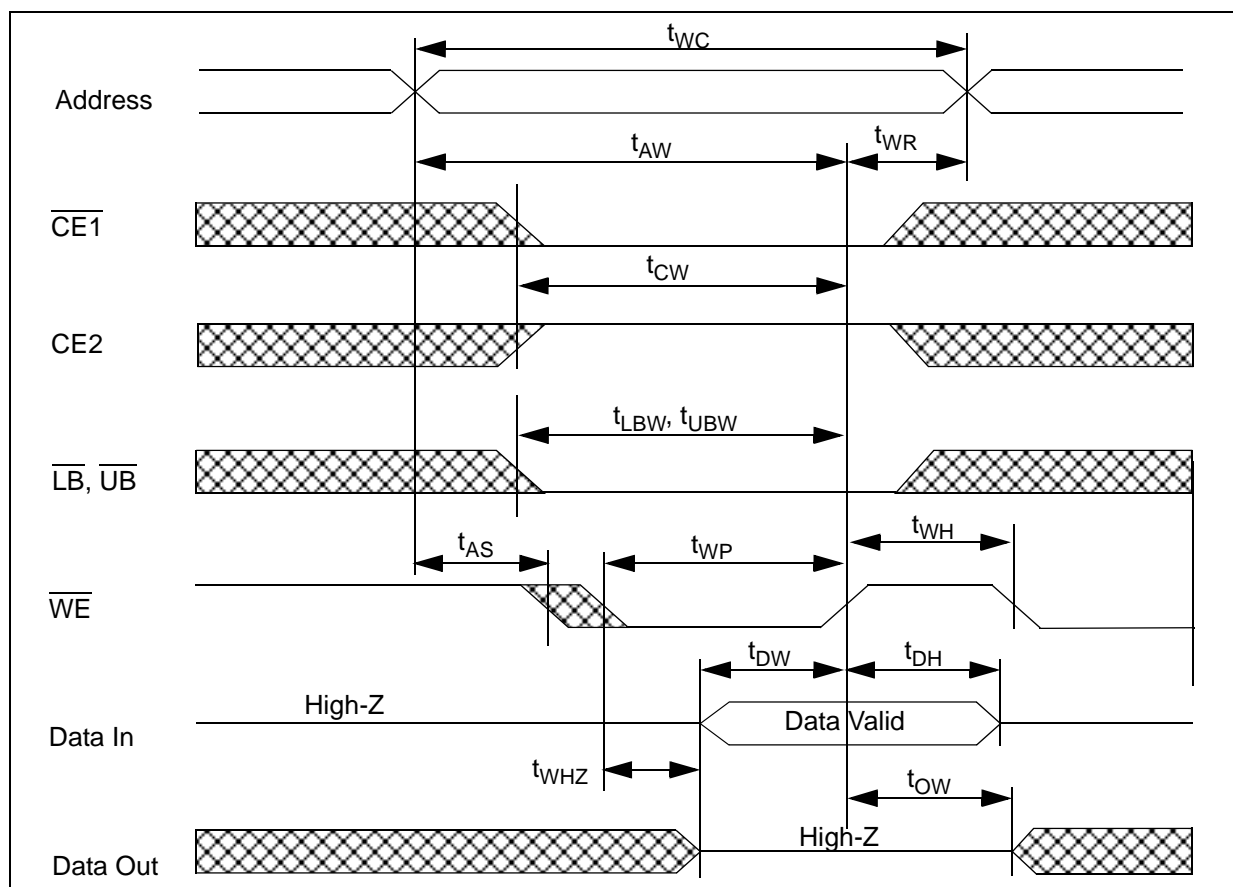 tWC
Address
tAW
tWR
CE1
tCW
CE2
tLBW, tUBW
LB, UB
tAS
tWP
tWH
WE
tDW
tDH
High-Z
Data Valid
Data In
tWHZ
tOW
High-Z
Data Out